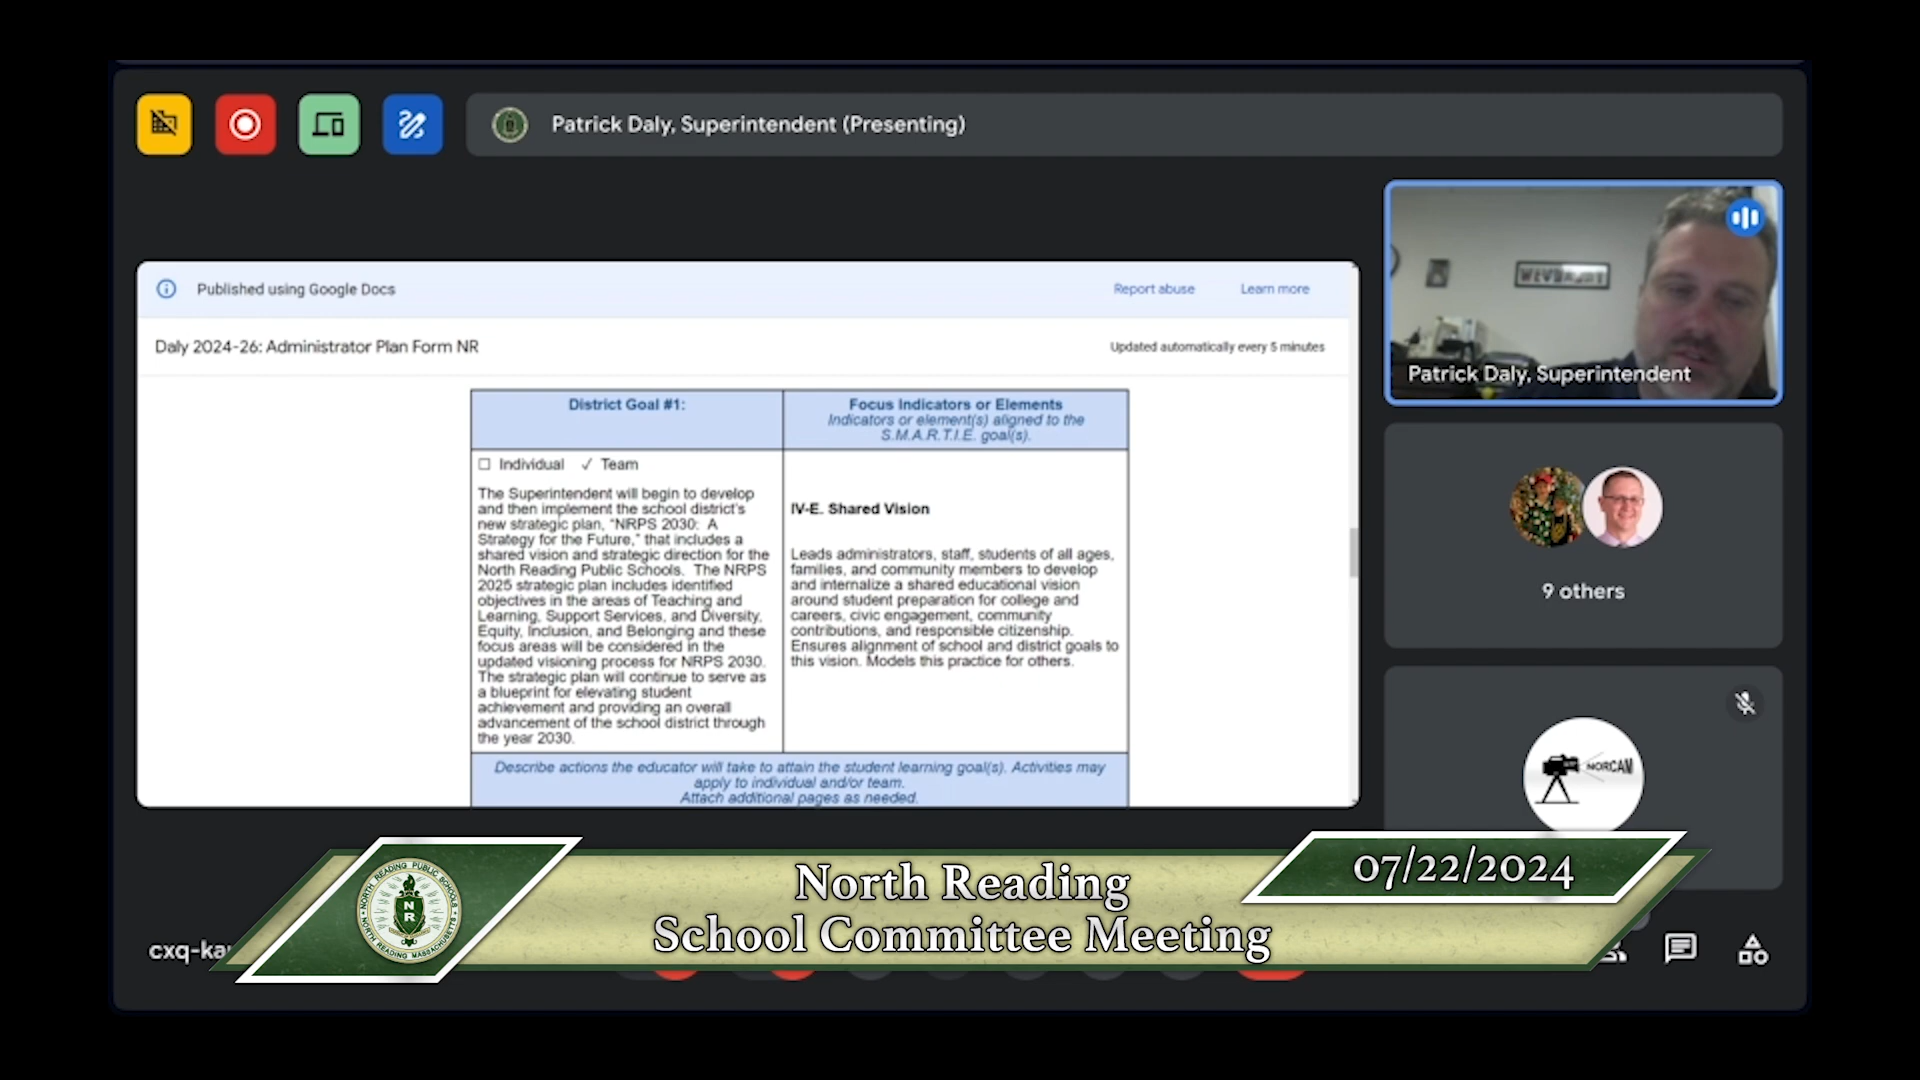 Patrick Daly, Superintendent (Presenting)
Published using Google Docs
Report abuse
Learn more
Daly 2024-26: Administrator Plan Form NR
Updated automatically every 5 minutes
District Goal #1:
Focus Indicators or Elements
Indicators or element(s) aligned to the
S.M.A.R.T.I.E. goal(s).
☐ Individual ✓ Team
The Superintendent will begin to develop
and then implement the school district's
new strategic plan, "NRPS 2030: A
Strategy for the Future," that includes a
shared vision and strategic direction for the
North Reading Public Schools. The NRPS
2025 strategic plan includes identified
objectives in the areas of Teaching and
Learning, Support Services, and Diversity,
Equity, Inclusion, and Belonging and these
focus areas will be considered in the
updated visioning process for NRPS 2030.
The strategic plan will continue to serve as
a blueprint for elevating student
achievement and providing an overall
advancement of the school district through
the year 2030.
IV-E. Shared Vision
Leads administrators, staff, students of all ages,
families, and community members to develop
and internalize a shared educational vision
around student preparation for college and
careers, civic engagement, community
contributions, and responsible citizenship.
Ensures alignment of school and district goals to
this vision. Models this practice for others.
Describe actions the educator will take to attain the student learning goal(s). Activities may
apply to individual and/or team.
Attach additional pages as needed.
Patrick Daly, Superintendent
9 others
NORCAM
07/22/2024
North Reading
School Committee Meeting
NORTH READING PUBLIC SCHOOLS
N
R
NORTH READING MASSACHUSETTS